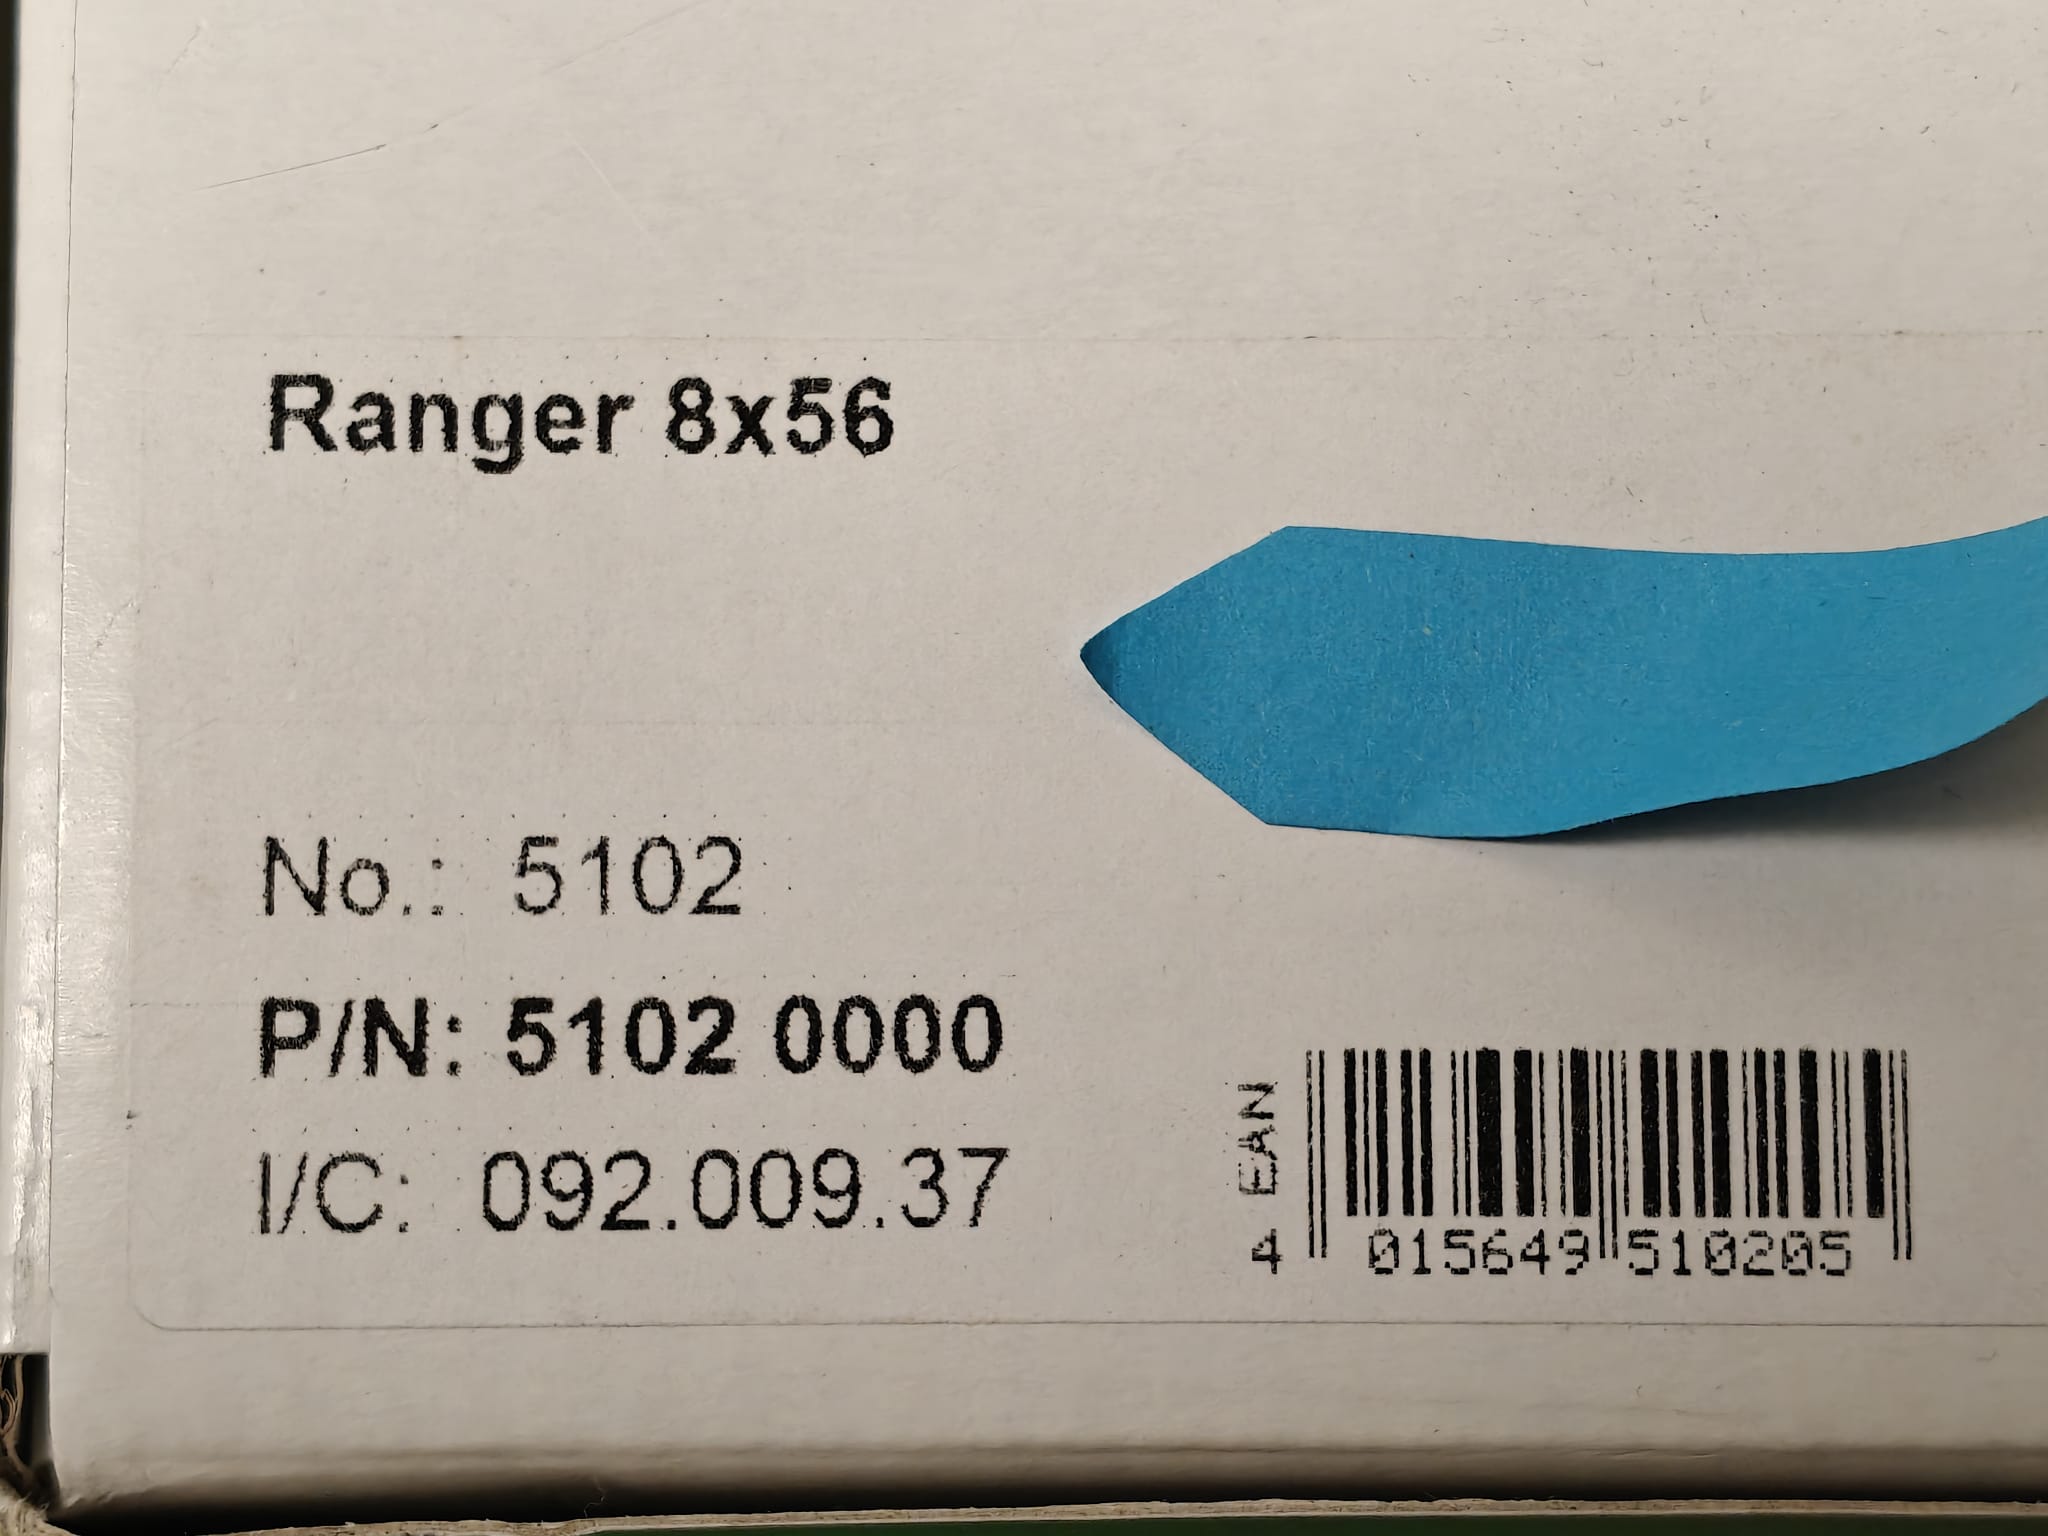 Ranger 8x56
No.: 5102
P/N: 5102 0000
I/C: 092.009.37
EAN
4 015649 510205